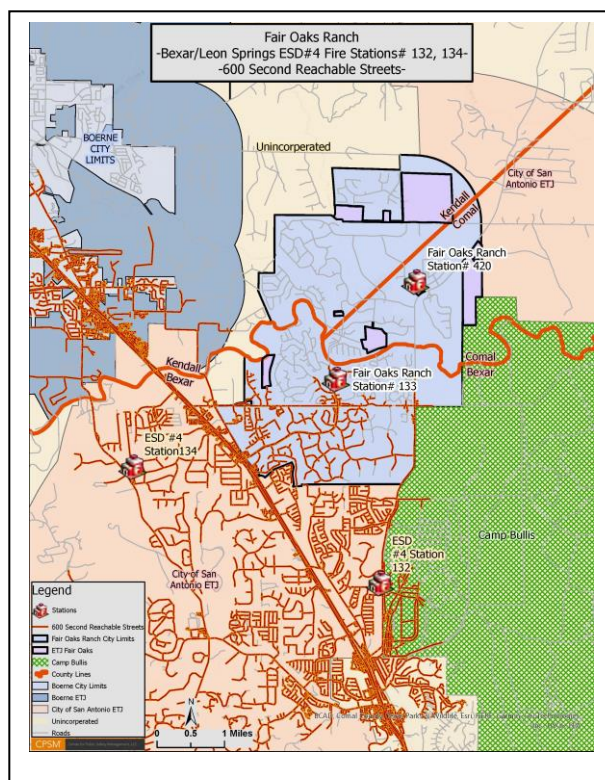 Fair Oaks Ranch
-Bexar/Leon Springs ESD#4 Fire Stations# 132, 134-
-600 Second Reachable Streets-
BOERNE
CITY
LIMITS
Unincorporated
City of San
Antonio ETJ
Kendall
Comal
Fair Oaks Ranch
Station# 420
Kendall
Bexar
Comal
Bexar
Fair Oaks Ranch
Station# 133
ESD #4
Station134
Camp Bullis
ESD
#4 Station
132
City of San
Antonio ETJ
Legend
Stations
600 Second Reachable Streets
Fair Oaks Ranch City Limits
ETJ Fair Oaks
Camp Bullis
County Lines
Boerne City Limits
Boerne ETJ
City of San Antonio ETJ
Unincorporated
Roads
CPSM
N
0 0.5 1 Miles